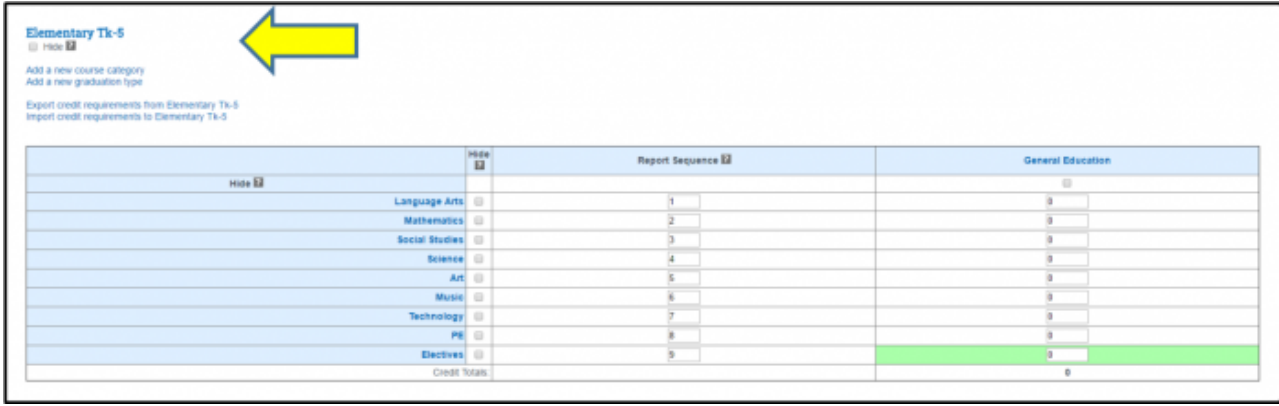 Elementary Tk-5
Hide ?
Add a new course category
Add a new graduation type
Export credit requirements from Elementary Tk-5
Import credit requirements to Elementary Tk-5
Hide ? Report Sequence ? General Education
Hide ?
Language Arts 1 0
Mathematics 2 0
Social Studies 3 0
Science 4 0
Art 5 0
Music 6 0
Technology 7 0
PE 8 0
Electives 9 0
Credit Totals 0